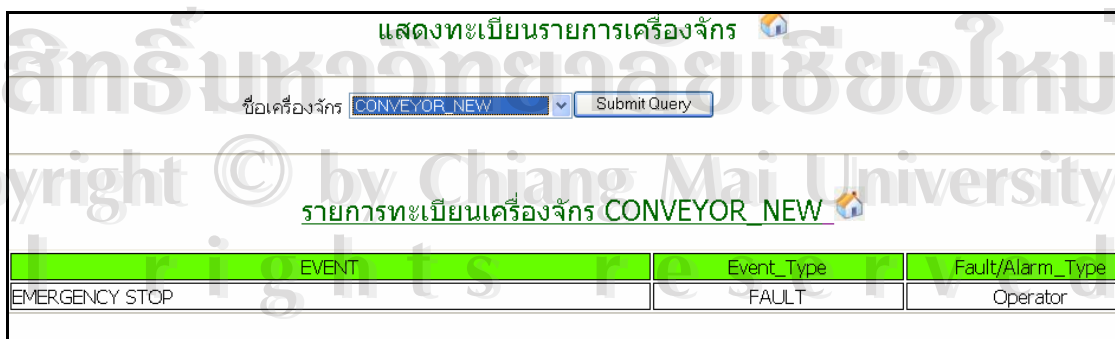 แสดงทะเบียนรายการเครื่องจักร
ลิขสิทธิ์มหาวิทยาลัยเชียงใหม่
ชื่อเครื่องจักร CONVEYOR_NEW Submit Query
Copyright © by Chiang Mai University
รายการทะเบียนเครื่องจักร CONVEYOR_NEW
All rights reserved
EVENT Event_Type Fault/Alarm_Type
EMERGENCY STOP FAULT Operator